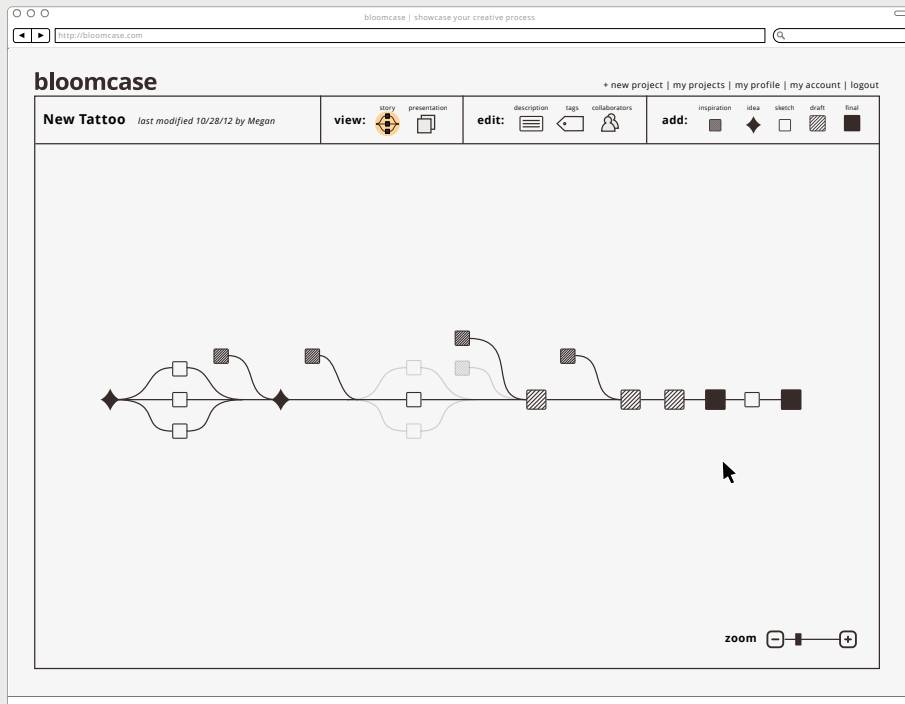 bloomcase | showcase your creative process
http://bloomcase.com
bloomcase
+ new project | my projects | my profile | my account | logout
New Tattoo last modified 10/28/12 by Megan
view: story presentation
edit: description tags collaborators
add: inspiration idea sketch draft final
zoom